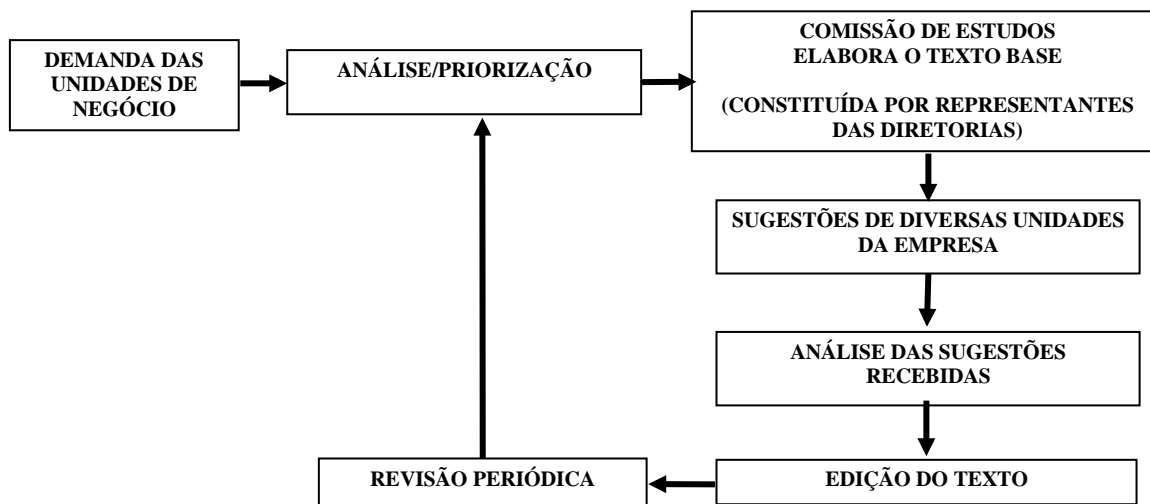 DEMANDA DAS
UNIDADES DE
NEGÓCIO
ANÁLISE/PRIORIZAÇÃO
COMISSÃO DE ESTUDOS
ELABORA O TEXTO BASE
(CONSTITUÍDA POR REPRESENTANTES
DAS DIRETORIAS)
SUGESTÕES DE DIVERSAS UNIDADES
DA EMPRESA
ANÁLISE DAS SUGESTÕES
RECEBIDAS
EDIÇÃO DO TEXTO
REVISÃO PERIÓDICA